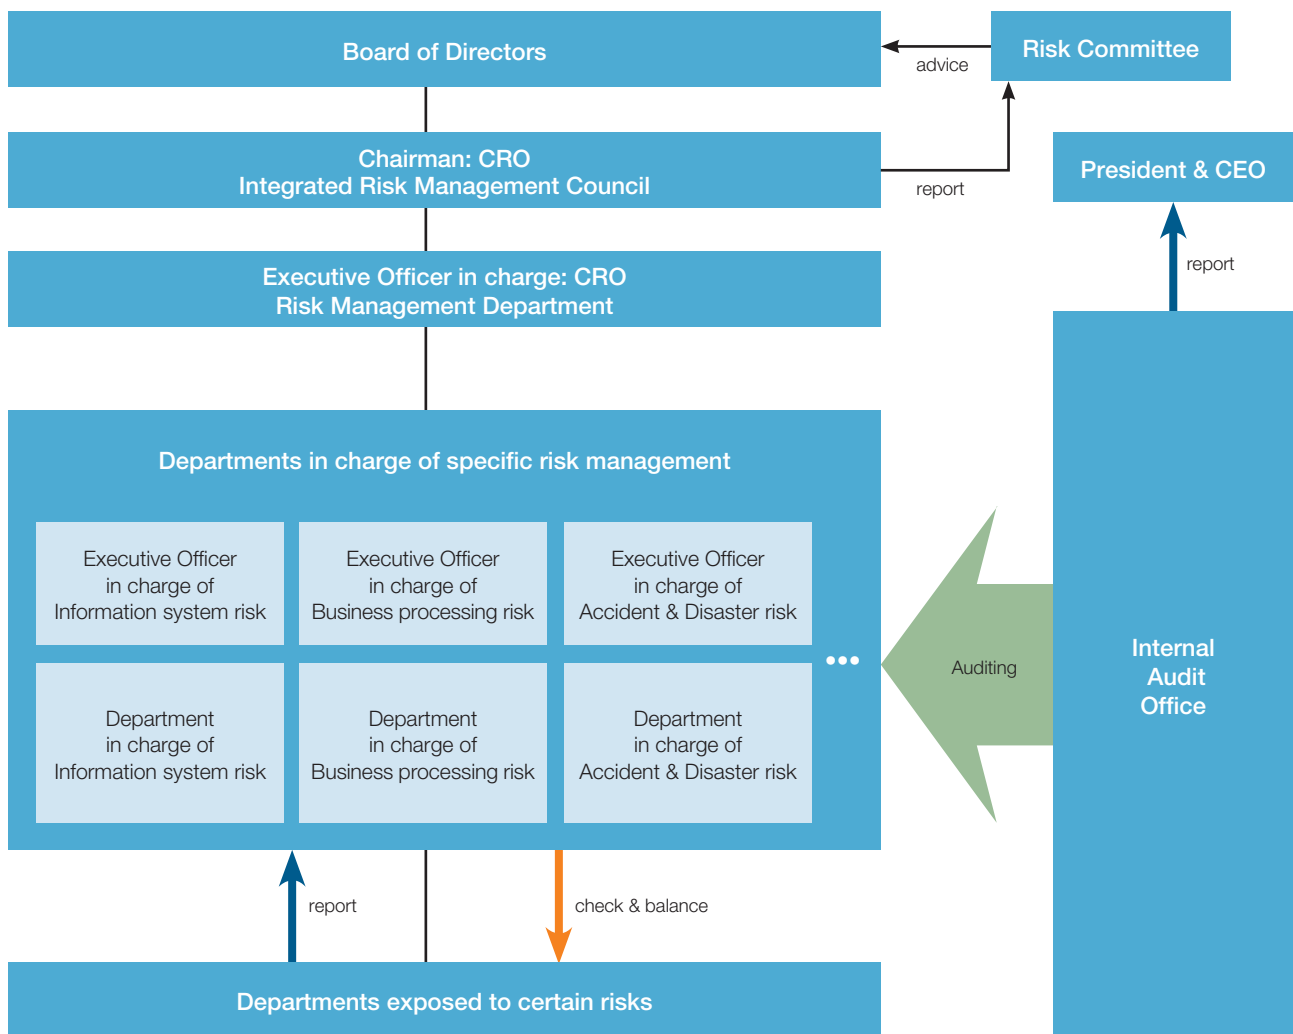 Board of Directors
advice
Risk Committee
Chairman: CRO
Integrated Risk Management Council
report
President & CEO
report
Executive Officer in charge: CRO
Risk Management Department
Departments in charge of specific risk management
Executive Officer
in charge of
Information system risk
Executive Officer
in charge of
Business processing risk
Executive Officer
in charge of
Accident & Disaster risk
Department
in charge of
Information system risk
Department
in charge of
Business processing risk
Department
in charge of
Accident & Disaster risk
•••
Auditing
Internal
Audit
Office
report
check & balance
Departments exposed to certain risks